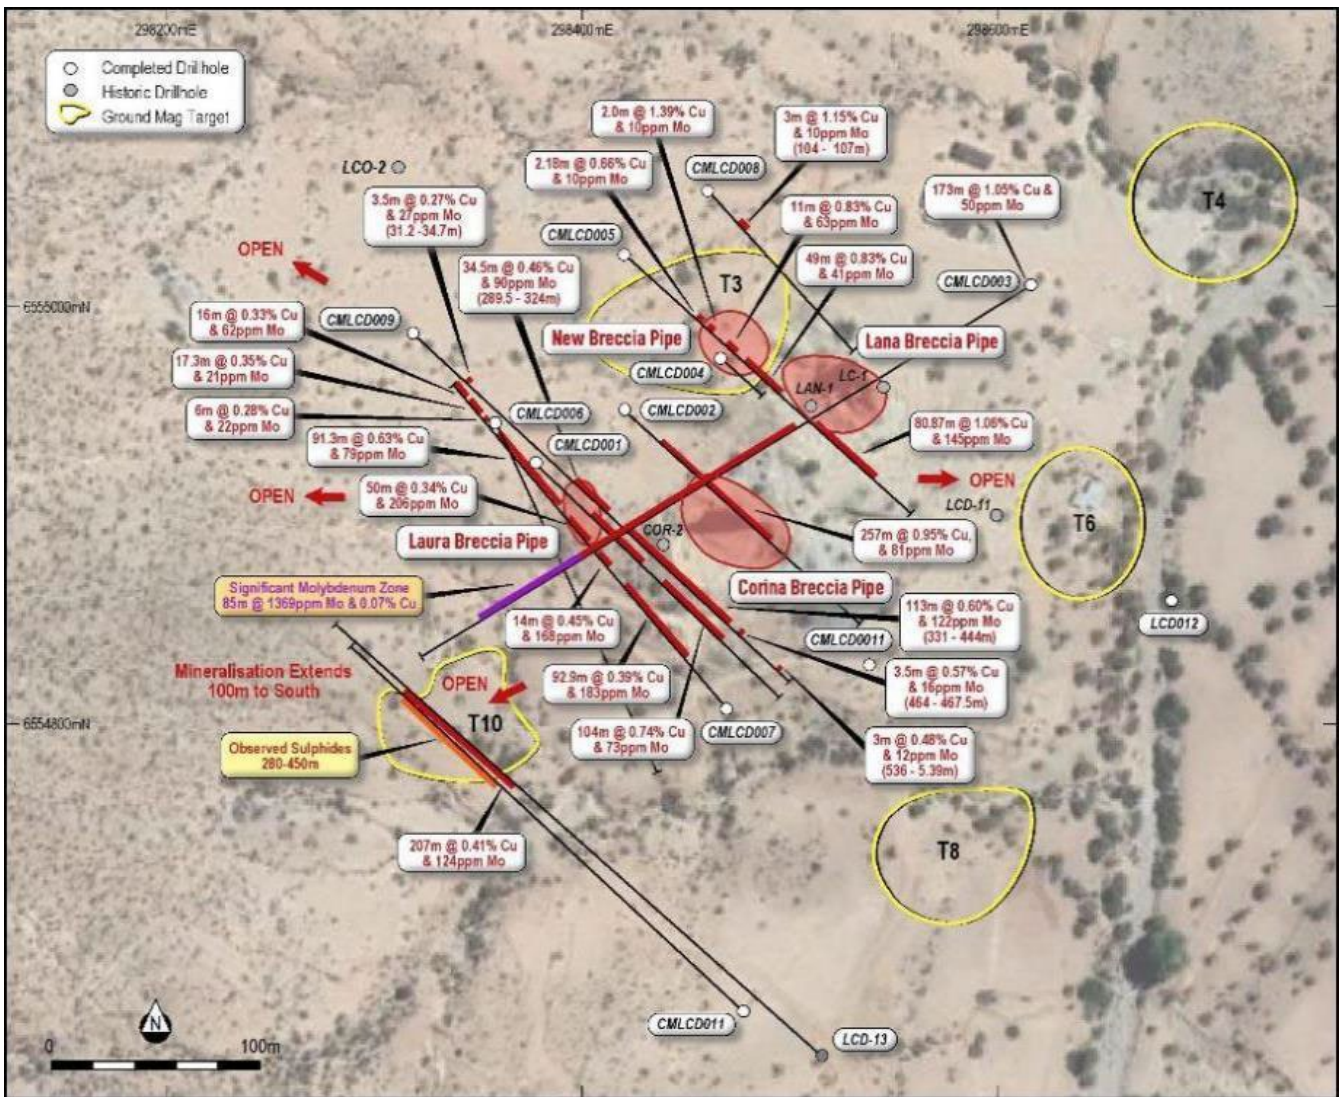 298200mE
298400mE
298600mE
Completed Drillhole
Historic Drillhole
Ground Mag Target
LCO-2
2.0m @ 1.39% Cu
& 10ppm Mo
3m @ 1.15% Cu
& 10ppm Mo
(104 - 107m)
2.18m @ 0.66% Cu
& 10ppm Mo
CMLCD008
3.5m @ 0.27% Cu
& 27ppm Mo
(31.2 -34.7m)
11m @ 0.83% Cu
& 63ppm Mo
173m @ 1.05% Cu &
50ppm Mo
T4
OPEN
CMLCD005
34.5m @ 0.46% Cu
& 90ppm Mo
(289.5 - 324m)
49m @ 0.83% Cu
& 41ppm Mo
CMLCD003
T3
6555000mN
16m @ 0.33% Cu
& 62ppm Mo
CMLCD009
New Breccia Pipe
Lana Breccia Pipe
17.3m @ 0.35% Cu
& 21ppm Mo
CMLCD004
LC-1
LAN-1
6m @ 0.28% Cu
& 22ppm Mo
CMLCD006
CMLCD002
80.87m @ 1.06% Cu
& 145ppm Mo
91.3m @ 0.63% Cu
& 79ppm Mo
CMLCD001
OPEN
OPEN
50m @ 0.34% Cu
& 206ppm Mo
LCD-11
T6
Laura Breccia Pipe
COR-2
257m @ 0.95% Cu,
& 81ppm Mo
Significant Molybdenum Zone
85m @ 1369ppm Mo & 0.07% Cu
Corina Breccia Pipe
14m @ 0.45% Cu
& 168ppm Mo
113m @ 0.60% Cu
& 122ppm Mo
(331 - 444m)
CMLCD0011
LCD012
Mineralisation Extends
100m to South
OPEN
92.9m @ 0.39% Cu
& 183ppm Mo
3.5m @ 0.57% Cu
& 16ppm Mo
(464 - 467.5m)
6554800mN
T10
104m @ 0.74% Cu
& 73ppm Mo
CMLCD007
Observed Sulphides
280-450m
3m @ 0.48% Cu
& 12ppm Mo
(536 - 5.39m)
207m @ 0.41% Cu
& 124ppm Mo
T8
N
0
100m
CMLCD011
LCD-13